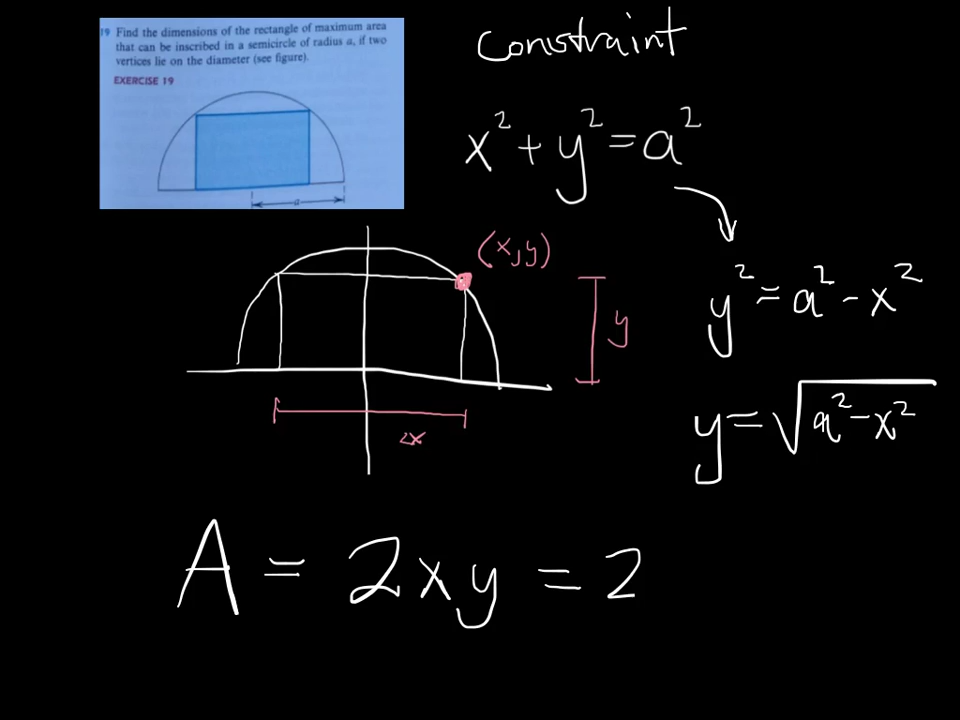 19 Find the dimensions of the rectangle of maximum area
that can be inscribed in a semicircle of radius a, if two
vertices lie on the diameter (see figure).
EXERCISE 19
a
constraint
x² + y² = a²
(x,y)
y
2x
y² = a² - x²
y = √(a² - x²)
A = 2xy = 2